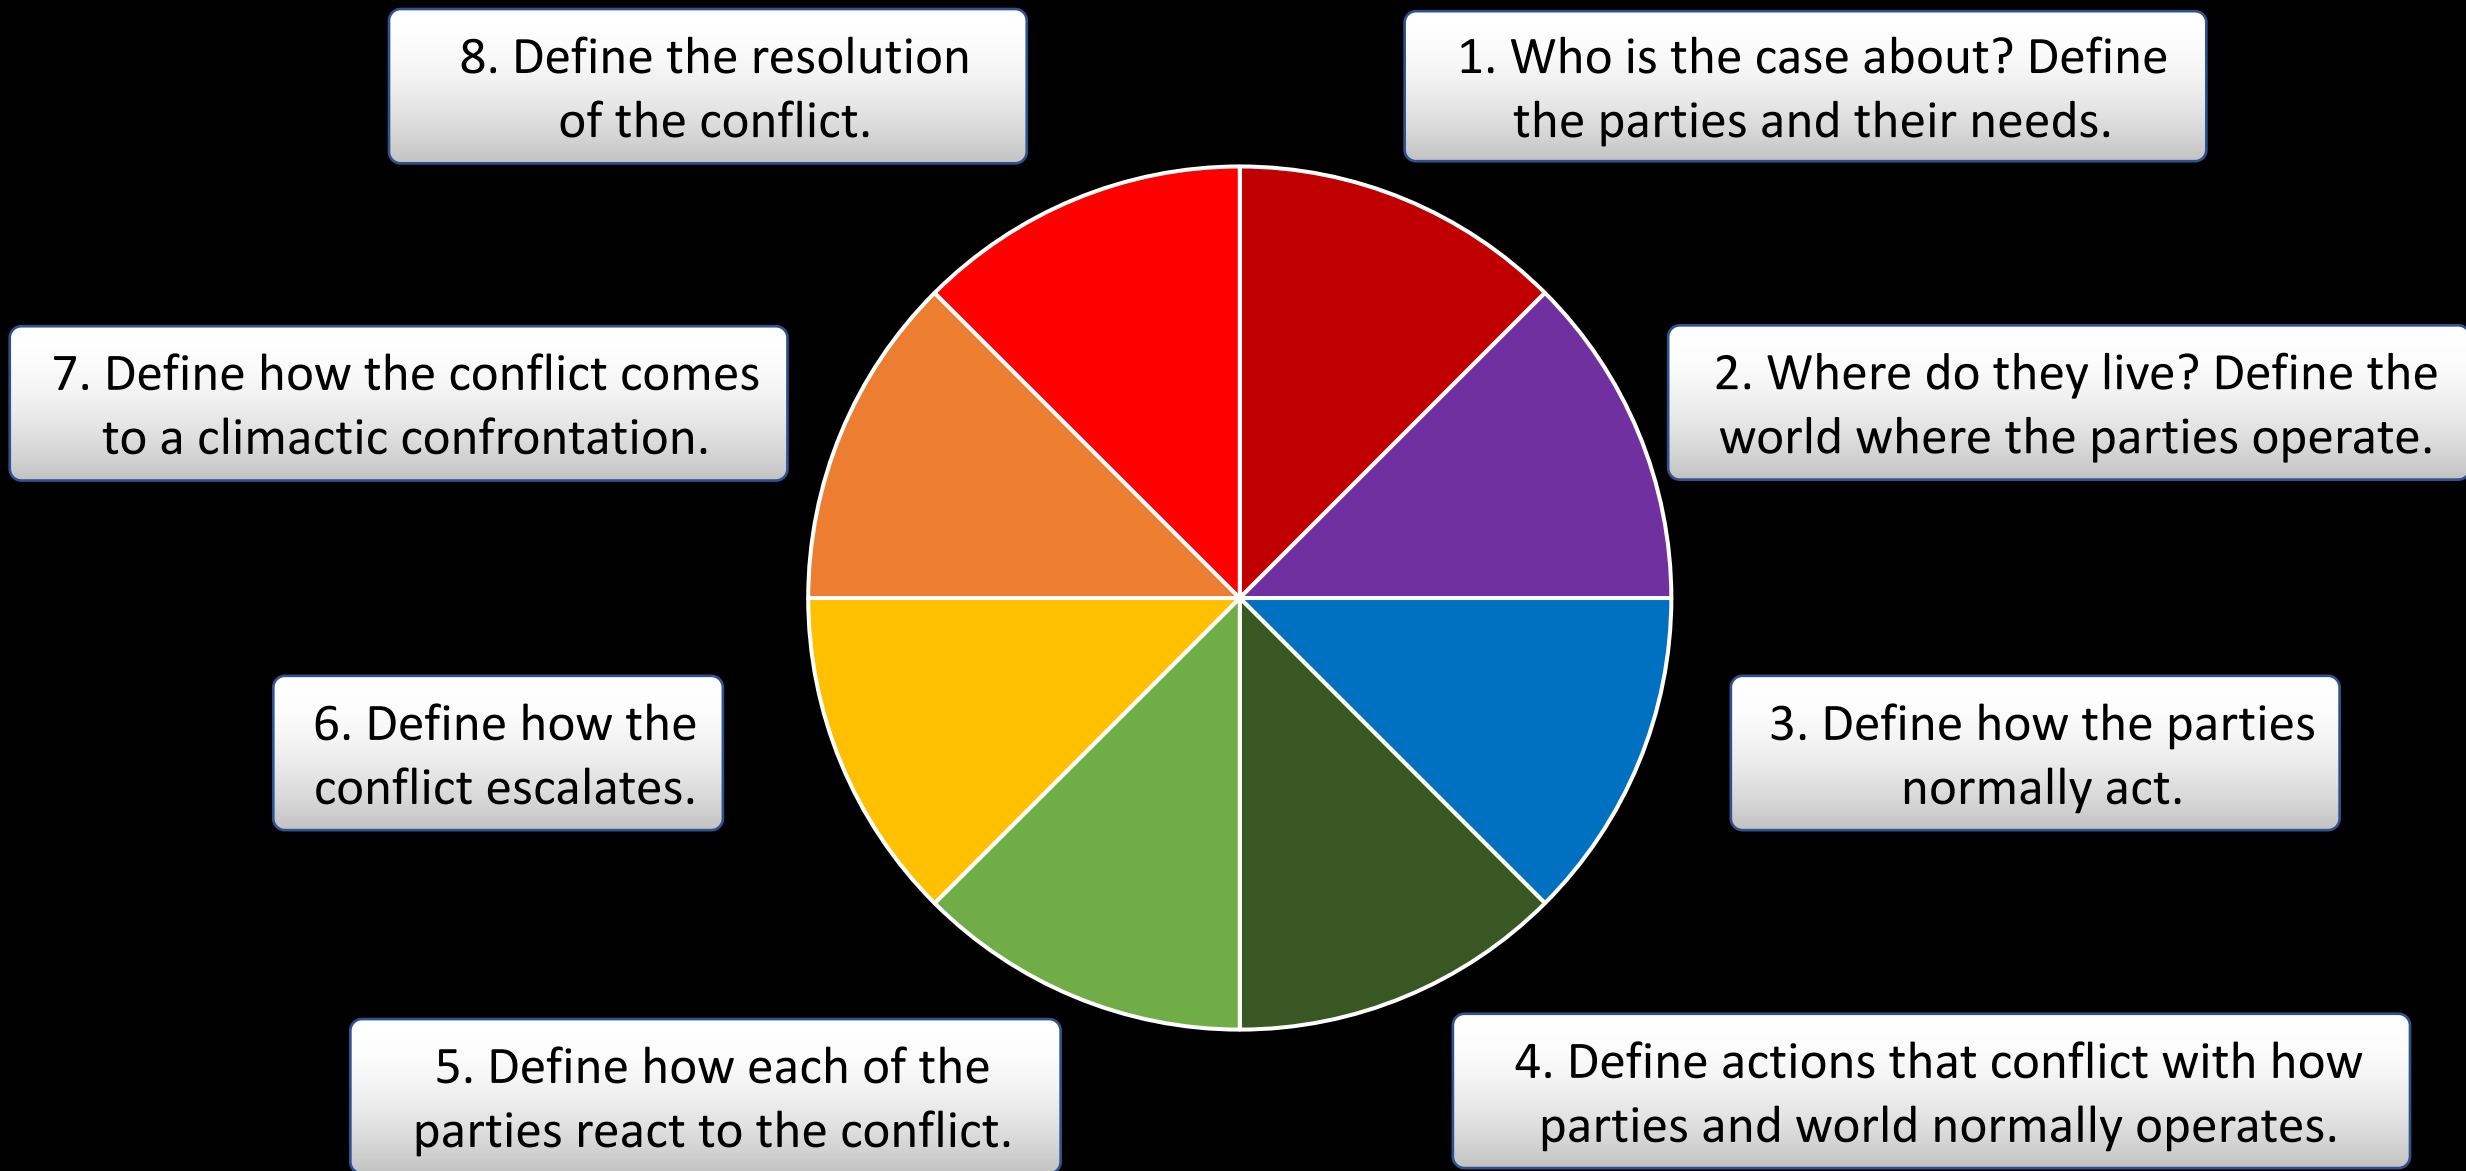 1. Who is the case about? Define
the parties and their needs.
2. Where do they live? Define the
world where the parties operate.
3. Define how the parties
normally act.
4. Define actions that conflict with how
parties and world normally operates.
5. Define how each of the
parties react to the conflict.
6. Define how the
conflict escalates.
7. Define how the conflict comes
to a climactic confrontation.
8. Define the resolution
of the conflict.